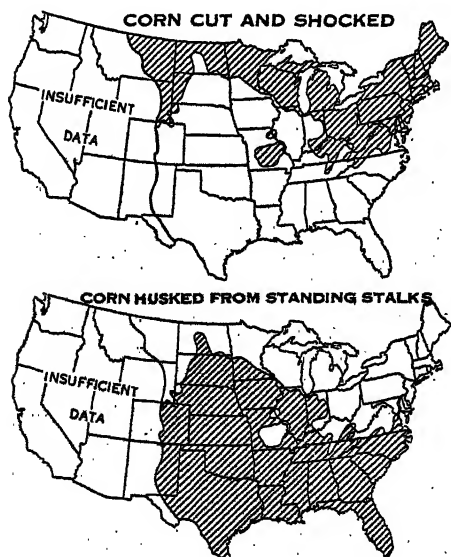 CORN CUT AND SHOCKED
INSUFFICIENT
DATA
CORN HUSKED FROM STANDING STALKS
INSUFFICIENT
DATA